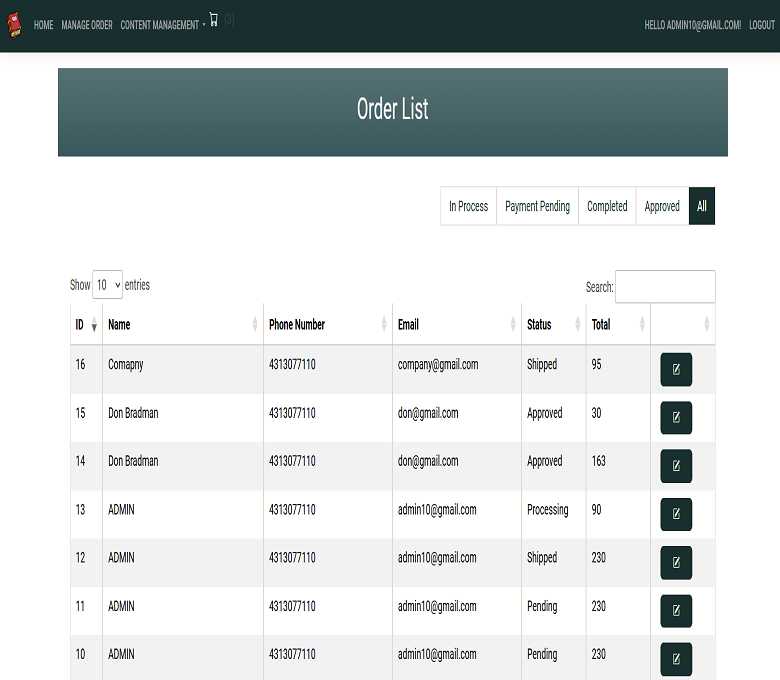 HOME MANAGE ORDER CONTENT MANAGEMENT (3) HELLO ADMIN10@GMAIL.COM! LOGOUT
Order List
In Process Payment Pending Completed Approved All
Show 10 entries Search:
ID Name Phone Number Email Status Total
16 Comapny 4313077110 company@gmail.com Shipped 95
15 Don Bradman 4313077110 don@gmail.com Approved 30
14 Don Bradman 4313077110 don@gmail.com Approved 163
13 ADMIN 4313077110 admin10@gmail.com Processing 90
12 ADMIN 4313077110 admin10@gmail.com Shipped 230
11 ADMIN 4313077110 admin10@gmail.com Pending 230
10 ADMIN 4313077110 admin10@gmail.com Pending 230